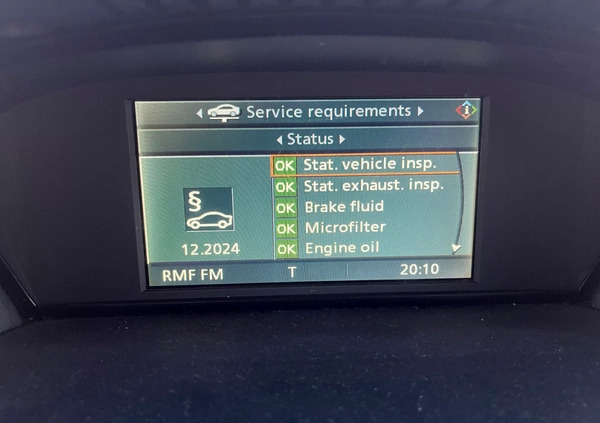 Service requirements
Status
OK Stat. vehicle insp.
OK Stat. exhaust. insp.
OK Brake fluid
OK Microfilter
OK Engine oil
§
12.2024
RMF FM T 20:10